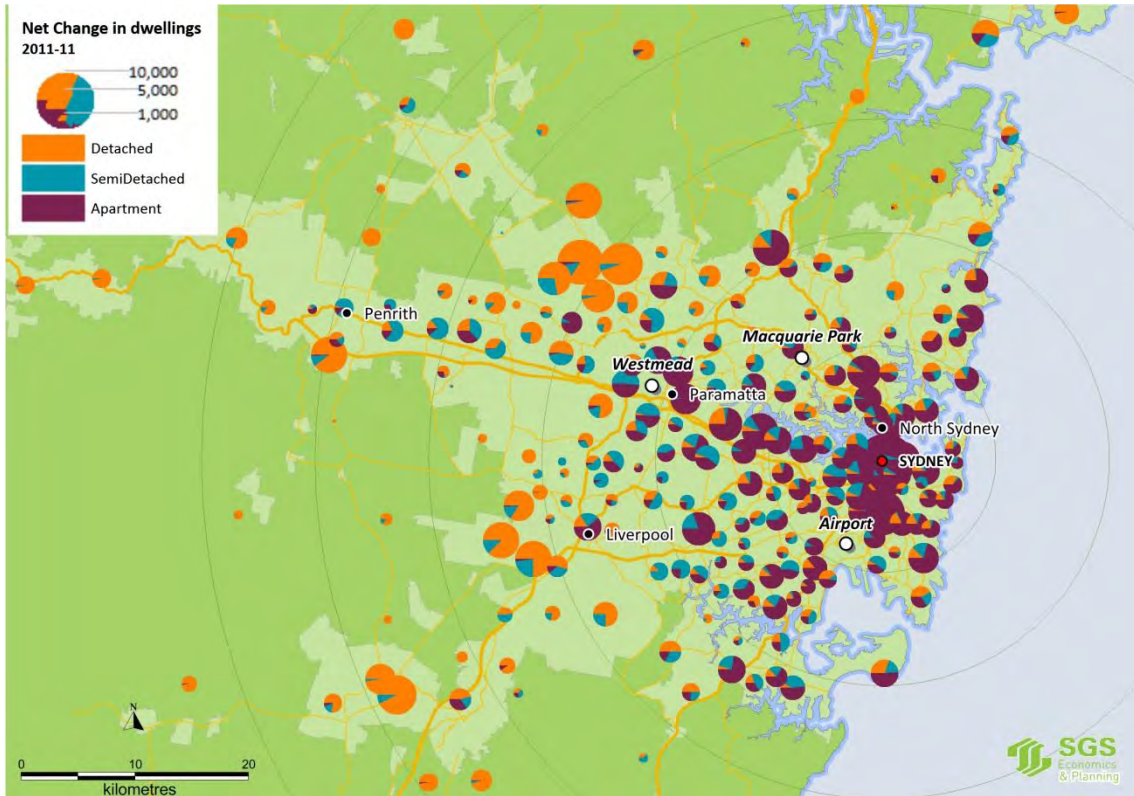 Net Change in dwellings
2011-11
10,000
5,000
1,000
Detached
SemiDetached
Apartment
Penrith
Macquarie Park
Westmead
Paramatta
North Sydney
SYDNEY
Airport
Liverpool
N
0 10 20
kilometres
SGS
Economics
& Planning